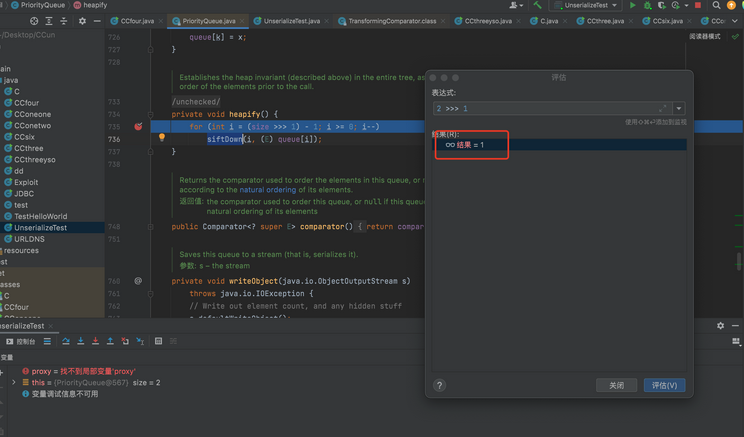 PriorityQueue
heapify
UnserializeTest
CCfour.java
PriorityQueue.java
UnserializeTest.java
TransformingComparator.class
CCthreeyso.java
C.java
CCthree.java
CCsix.java
~/Desktop/CCun
ain
java
C
CCfour
CConeone
CConetwo
CCsix
CCthree
CCthreeyso
dd
Exploit
JDBC
test
TestHelloWorld
UnserializeTest
URLDNS
resources
est
et
asses
C
CCfour
阅读器模式
726 queue[k] = x;
727 }
728
Establishes the heap invariant (described above) in the entire tree, as
order of the elements prior to the call.
733 /unchecked/
734 private void heapify() {
735 for (int i = (size >>> 1) - 1; i >= 0; i--)
736 siftDown(i, (E) queue[i]);
737 }
738
Returns the comparator used to order the elements in this queue, or
according to the natural ordering of its elements.
返回值: the comparator used to order this queue, or null if this queue
natural ordering of its elements
748 public Comparator<? super E> comparator() { return compar
751
Saves this queue to a stream (that is, serializes it).
参数: s – the stream
760 @ private void writeObject(java.io.ObjectOutputStream s)
761 throws java.io.IOException {
762 // Write out element count, and any hidden stuff
s.defaultWriteObject();
评估
表达式:
2 >>> 1
添加到监视
结果(R):
结果 = 1
?
关闭
评估(V)
nserializeTest
控制台
变量
proxy = 找不到局部变量'proxy'
this = {PriorityQueue@567} size = 2
变量调试信息不可用